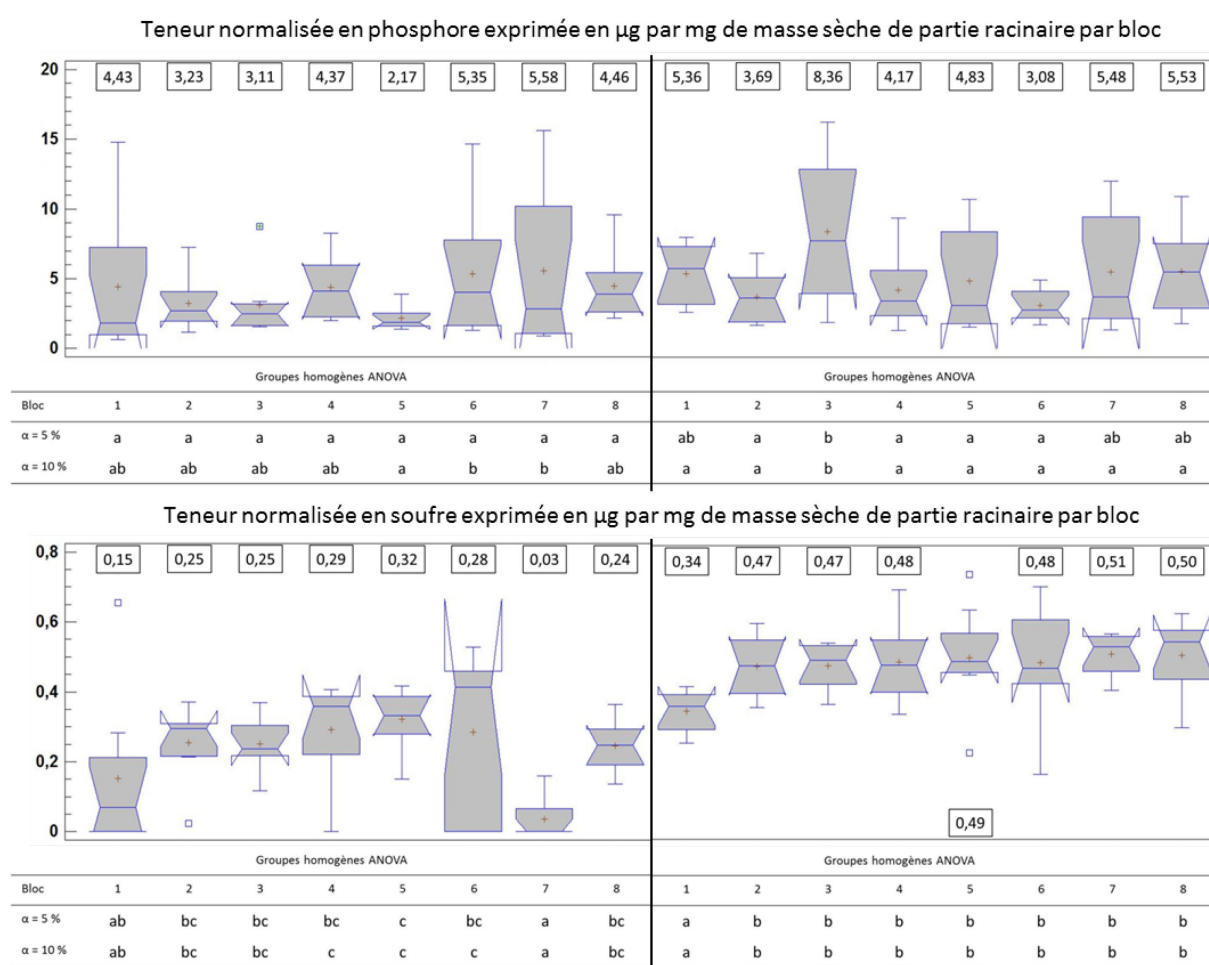 Teneur normalisée en phosphore exprimée en µg par mg de masse sèche de partie racinaire par bloc
20 4,43 3,23 3,11 4,37 2,17 5,35 5,58 4,46 5,36 3,69 8,36 4,17 4,83 3,08 5,48 5,53
15
10
5
0
Groupes homogènes ANOVA Groupes homogènes ANOVA
Bloc 1 2 3 4 5 6 7 8 1 2 3 4 5 6 7 8
α = 5 % a a a a a a a a ab a b a a a ab ab
α = 10 % ab ab ab ab a b b ab a a b a a a a a
Teneur normalisée en soufre exprimée en µg par mg de masse sèche de partie racinaire par bloc
0,8 0,15 0,25 0,25 0,29 0,32 0,28 0,03 0,24 0,34 0,47 0,47 0,48 0,48 0,51 0,50
0,6
0,4
0,2
0 0,49
Groupes homogènes ANOVA Groupes homogènes ANOVA
Bloc 1 2 3 4 5 6 7 8 1 2 3 4 5 6 7 8
α = 5 % ab bc bc bc c bc a bc a b b b b b b b
α = 10 % ab bc bc c c c a bc a b b b b b b b